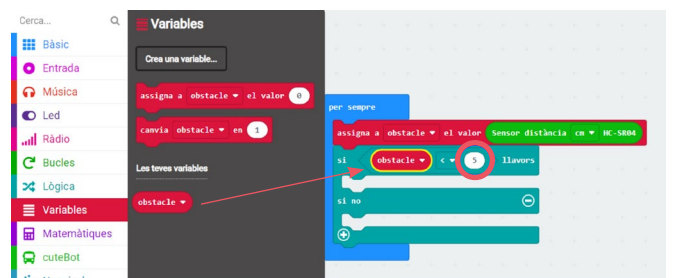 Cerca...
Bàsic
Entrada
Música
Led
Ràdio
Bucles
Lògica
Variables
Matemàtiques
cuteBot
Variables
Crea una variable...
assigna a obstacle el valor 0
canvia obstacle en 1
Les teves variables
obstacle
per sempre
assigna a obstacle el valor Sensor distància cm HC-SR04
si obstacle < 5 llavors
si no